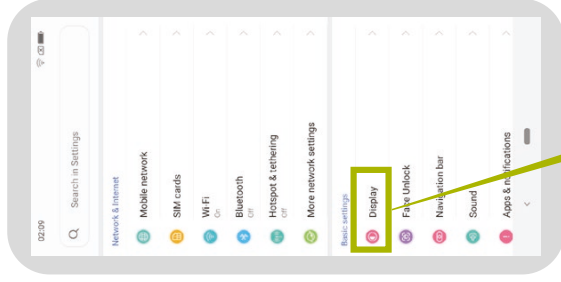 02:09
Search in Settings
Network & Internet
Mobile network
SIM cards
Wi-Fi
On
Bluetooth
Off
Hotspot & tethering
Off
More network settings
Basic settings
Display
Face Unlock
Navigation bar
Sound
Apps & notifications